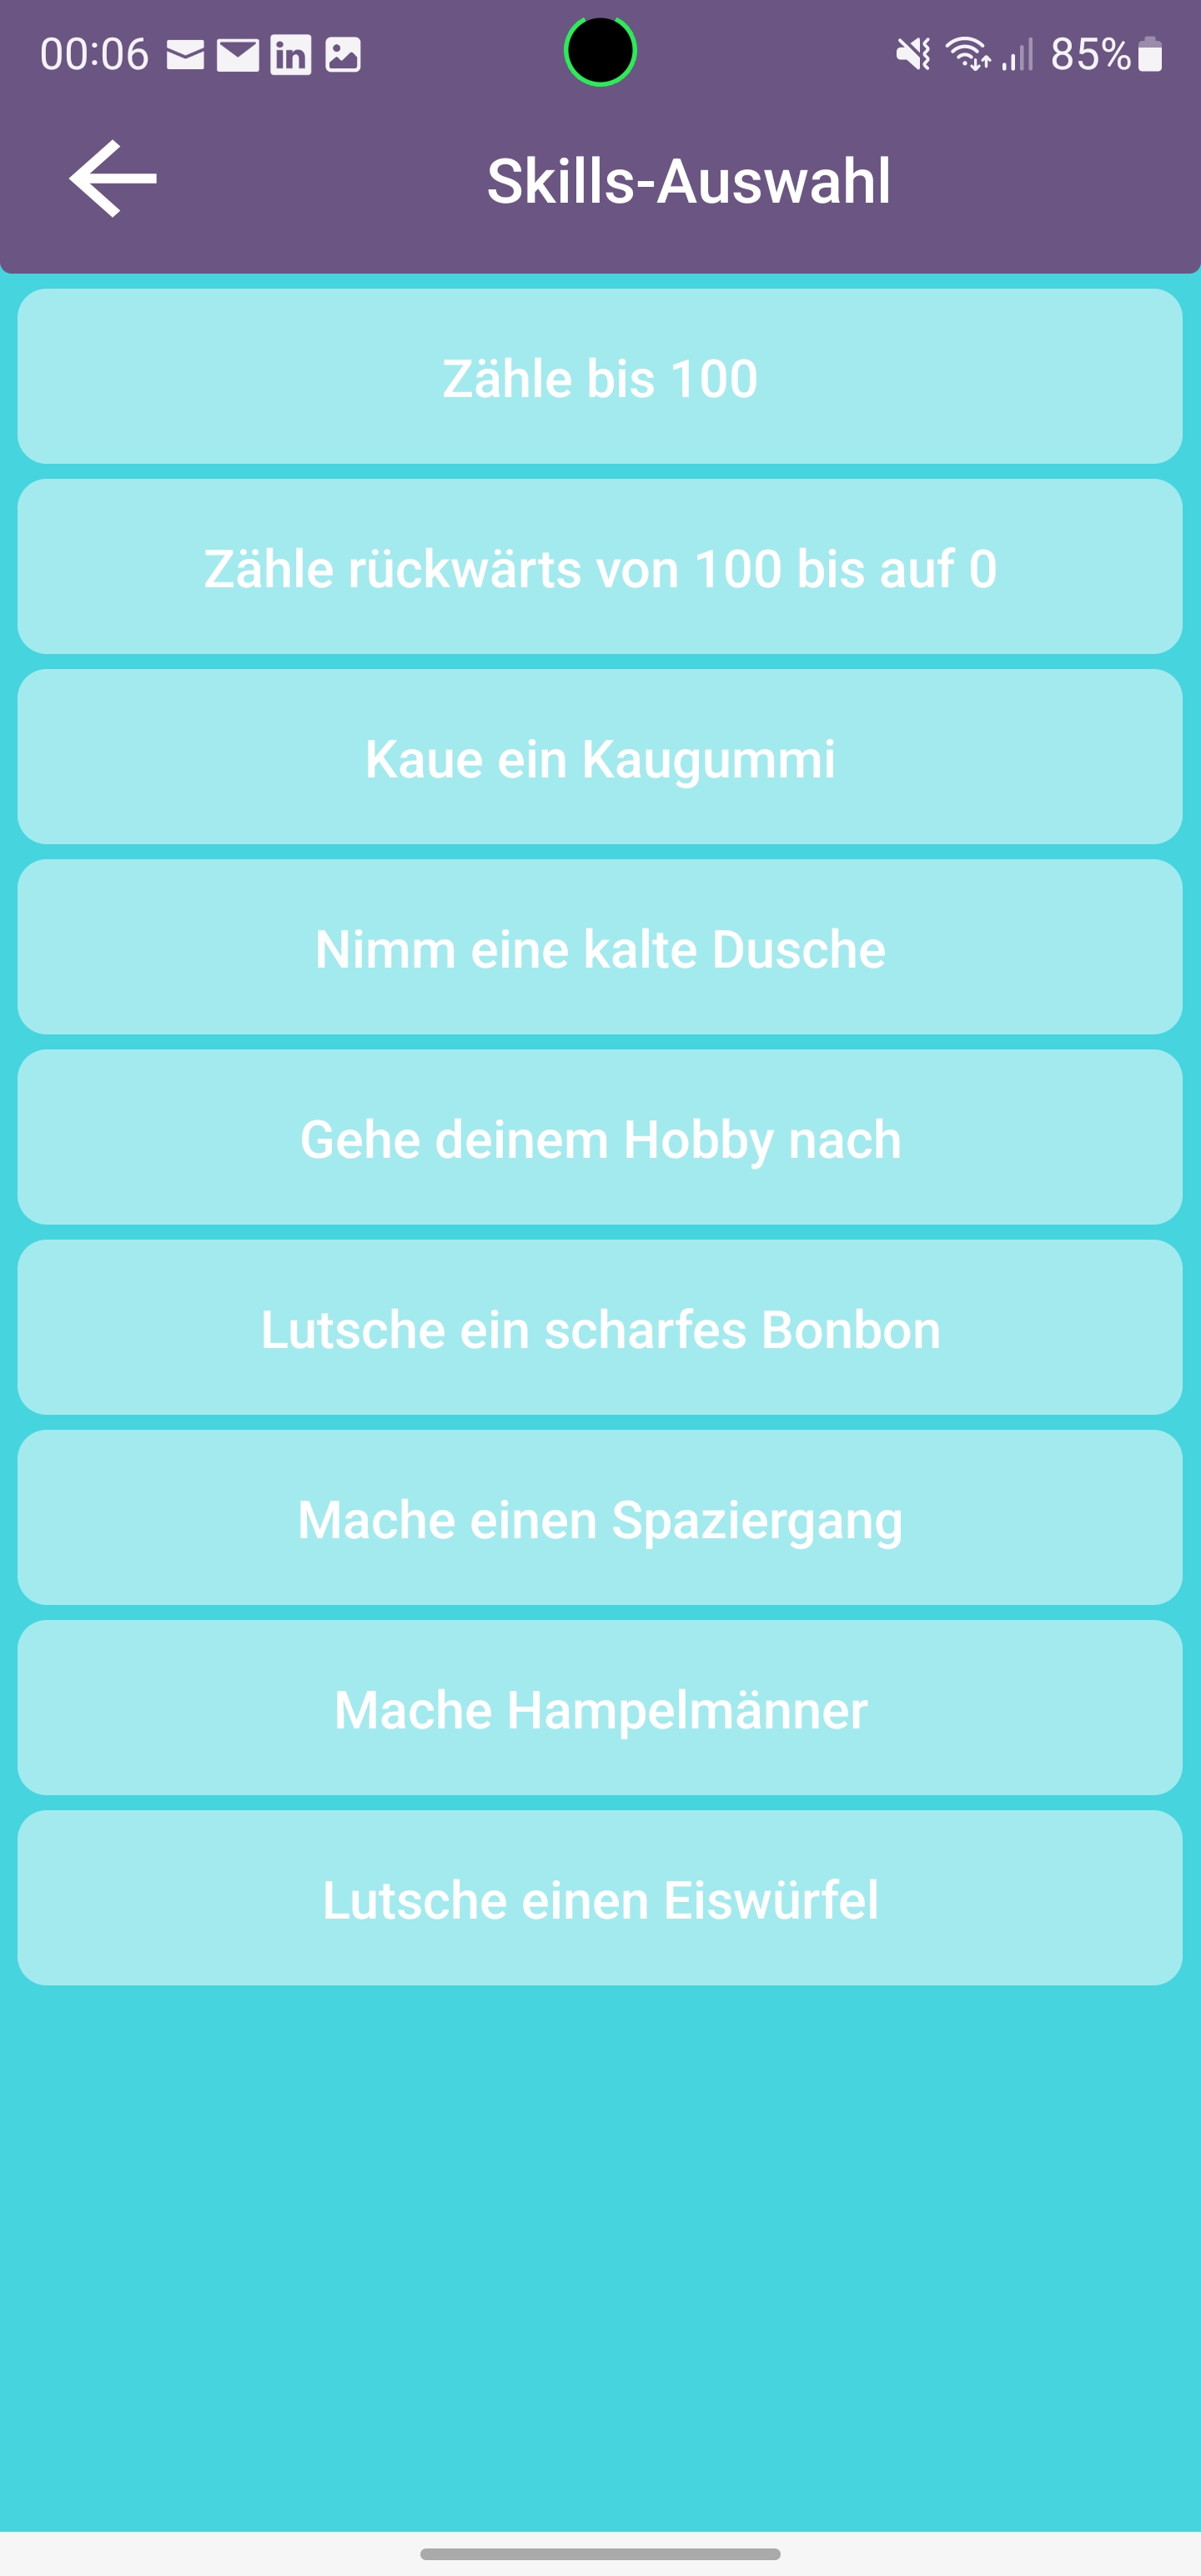 00:06
in
85%
Skills-Auswahl
Zähle bis 100
Zähle rückwärts von 100 bis auf 0
Kaue ein Kaugummi
Nimm eine kalte Dusche
Gehe deinem Hobby nach
Lutsche ein scharfes Bonbon
Mache einen Spaziergang
Mache Hampelmänner
Lutsche einen Eiswürfel